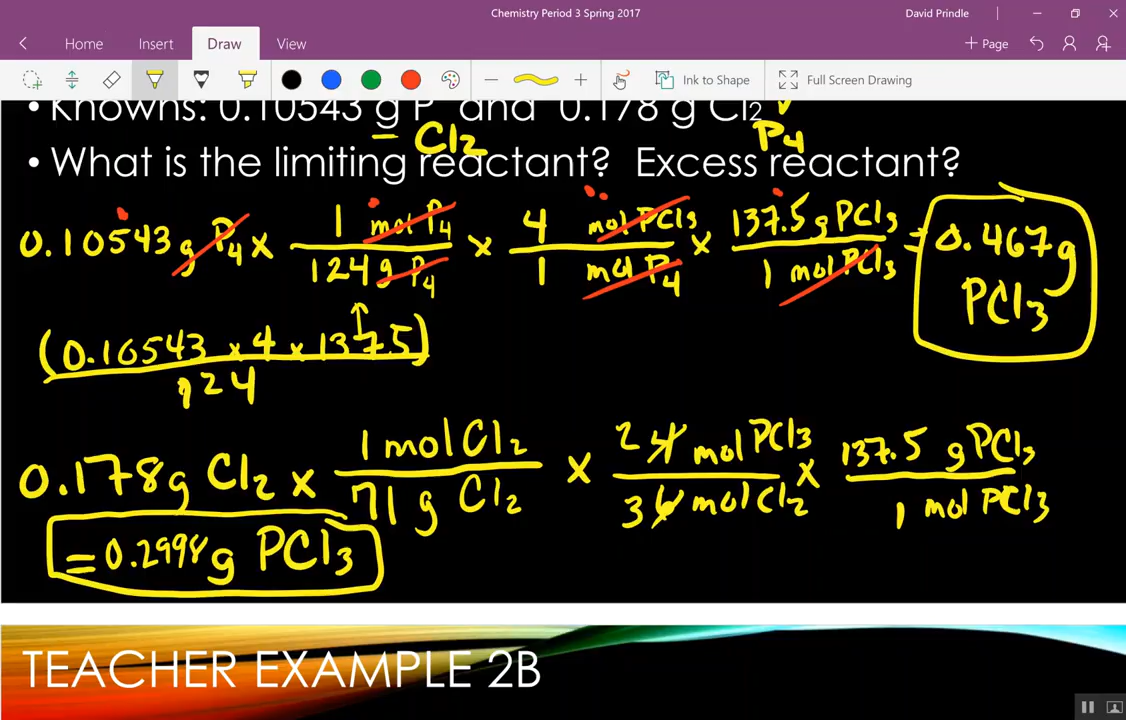 Chemistry Period 3 Spring 2017
David Prindle
Home Insert Draw View
Page
Ink to Shape
Full Screen Drawing
• Knowns: 0.10543 g P and 0.178 g Cl2
Cl2 P4
• What is the limiting reactant? Excess reactant?
0.10543 g P4 x 1 mol P4 / 124 g P4 x 4 mol PCl3 / 1 mol P4 x 137.5 g PCl3 / 1 mol PCl3 = 0.467 g PCl3
(0.10543 x 4 x 137.5) / 124
0.178 g Cl2 x 1 mol Cl2 / 71 g Cl2 x 2 4 mol PCl3 / 3 6 mol Cl2 x 137.5 g PCl3 / 1 mol PCl3
= 0.2998 g PCl3
TEACHER EXAMPLE 2B